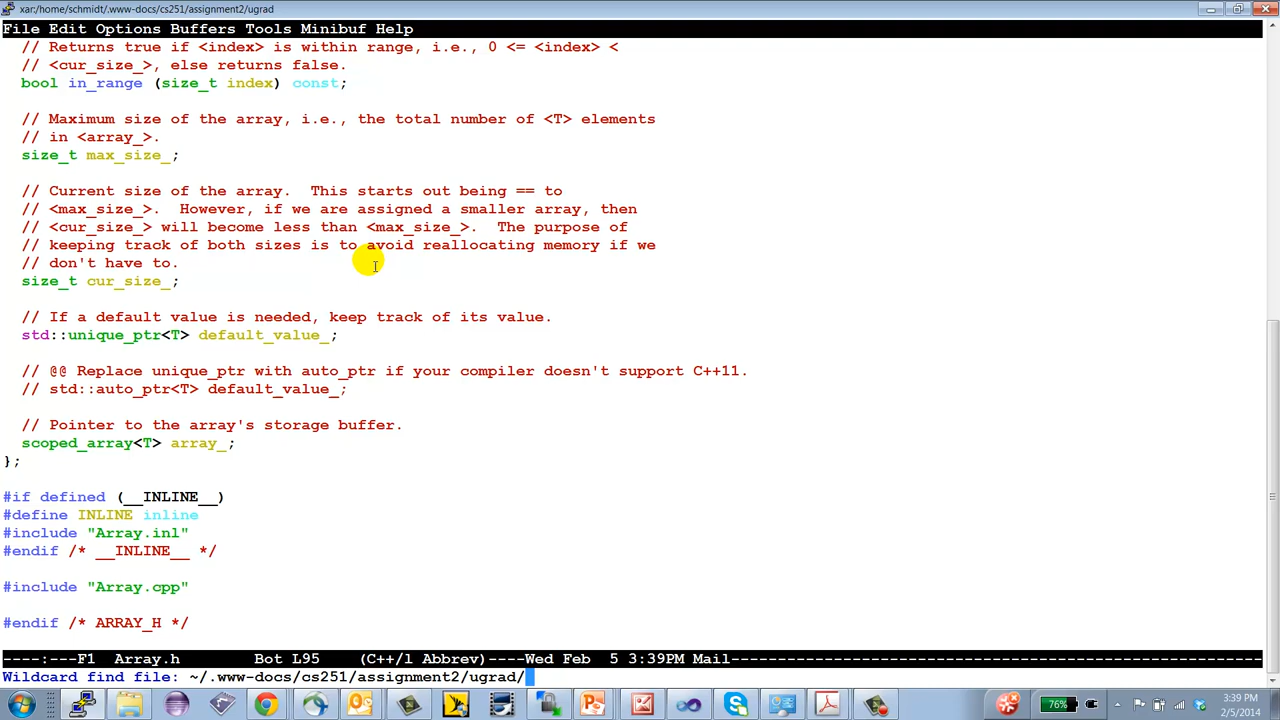 xar:/home/schmidt/.www-docs/cs251/assignment2/ugrad
File Edit Options Buffers Tools Minibuf Help
// Returns true if <index> is within range, i.e., 0 <= <index> <
// <cur_size_>, else returns false.
bool in_range (size_t index) const;
// Maximum size of the array, i.e., the total number of <T> elements
// in <array_>.
size_t max_size_;
// Current size of the array.  This starts out being == to
// <max_size_>.  However, if we are assigned a smaller array, then
// <cur_size_> will become less than <max_size_>.  The purpose of
// keeping track of both sizes is to avoid reallocating memory if we
// don't have to.
size_t cur_size_;
// If a default value is needed, keep track of its value.
std::unique_ptr<T> default_value_;
// @@ Replace unique_ptr with auto_ptr if your compiler doesn't support C++11.
// std::auto_ptr<T> default_value_;
// Pointer to the array's storage buffer.
scoped_array<T> array_;
};
#if defined (__INLINE__)
#define INLINE inline
#include "Array.inl"
#endif /* __INLINE__ */
#include "Array.cpp"
#endif /* ARRAY_H */
----:---F1  Array.h        Bot L95    (C++/l Abbrev)----Wed Feb  5 3:39PM Mail----------------------------------------------------------
Wildcard find file: ~/.www-docs/cs251/assignment2/ugrad/
76%
3:39 PM
2/5/2014